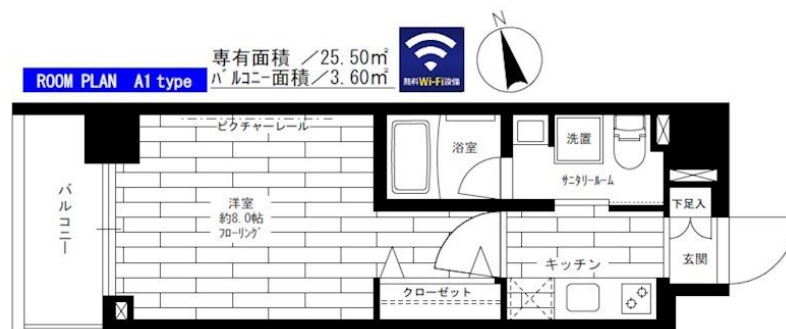 N
専有面積 ／25.50㎡
ROOM PLAN A1 type
バルコニー面積／3.60㎡
無料Wi-Fi設備
ピクチャーレール
浴室
洗置
サニタリールーム
バルコニー
洋室
約8.0帖
フローリング
下足入
玄関
キッチン
クローゼット